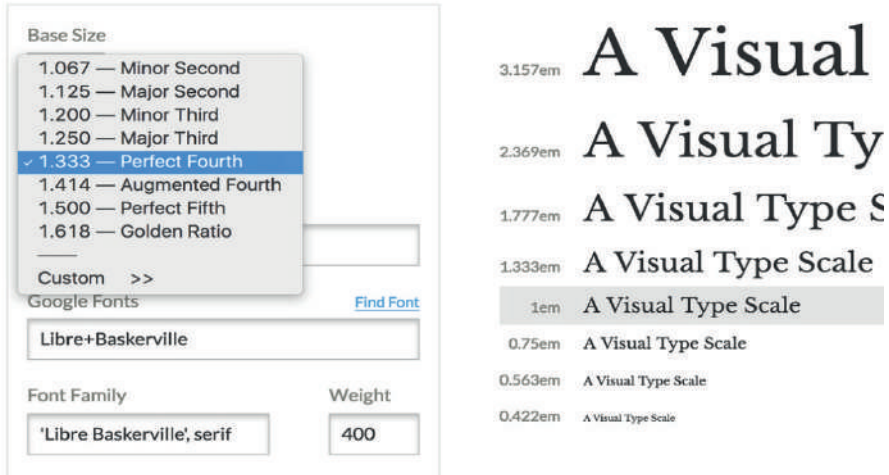 Base Size
1.067 — Minor Second
1.125 — Major Second
1.200 — Minor Third
1.250 — Major Third
✓ 1.333 — Perfect Fourth
1.414 — Augmented Fourth
1.500 — Perfect Fifth
1.618 — Golden Ratio
Custom >>
Google Fonts Find Font
Libre+Baskerville
Font Family Weight
'Libre Baskerville', serif 400
3.157em A Visual
2.369em A Visual Ty
1.777em A Visual Type S
1.333em A Visual Type Scale
1em A Visual Type Scale
0.75em A Visual Type Scale
0.563em A Visual Type Scale
0.422em A Visual Type Scale